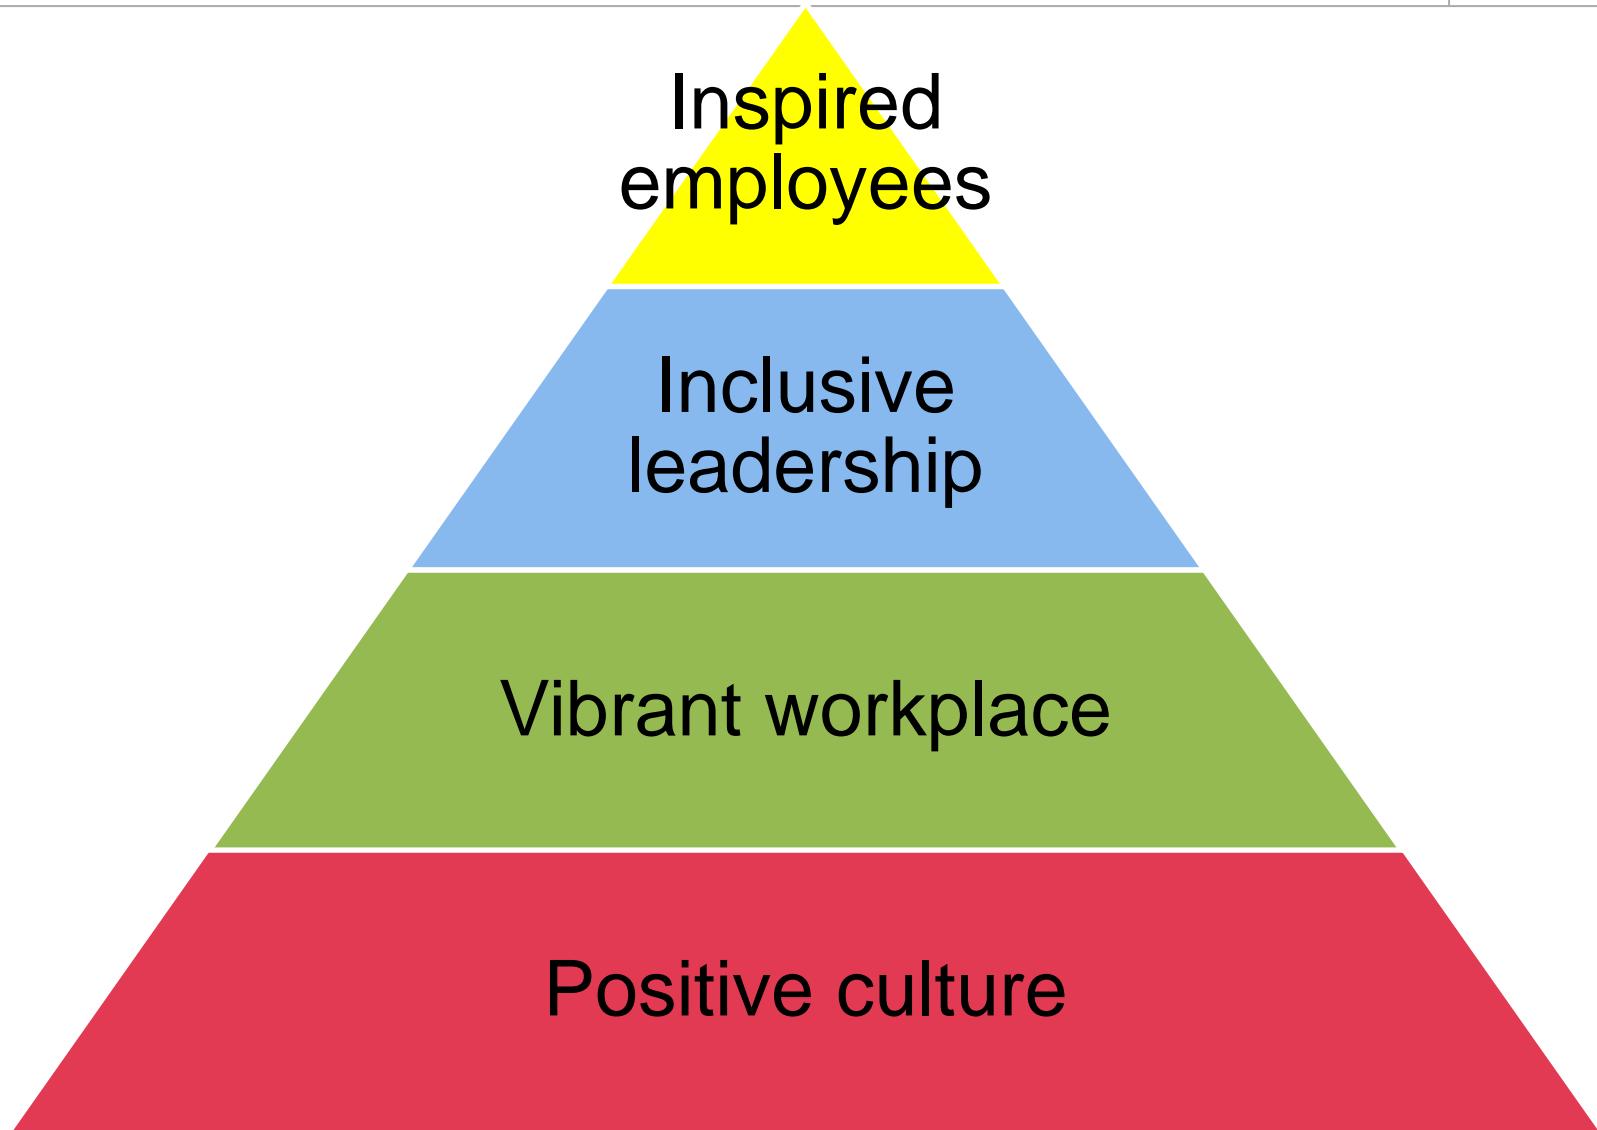 Inspired
employees
Inclusive
leadership
Vibrant workplace
Positive culture